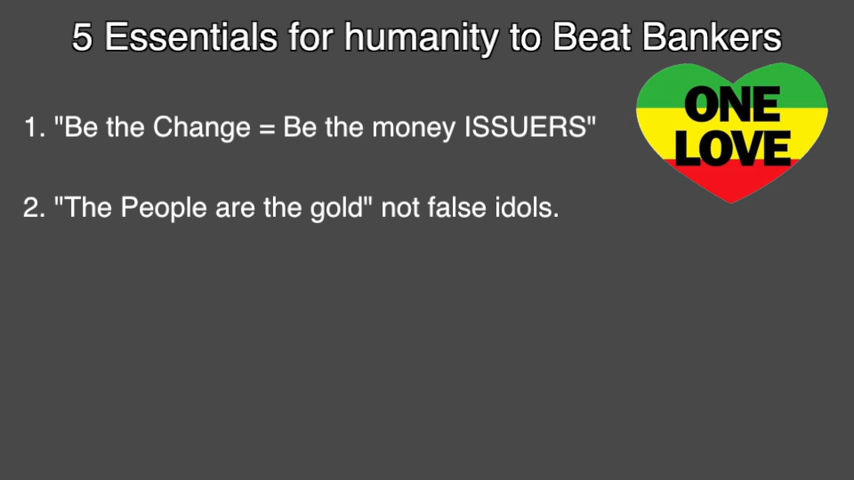 5 Essentials for humanity to Beat Bankers
1. "Be the Change = Be the money ISSUERS"
ONE
LOVE
2. "The People are the gold" not false idols.